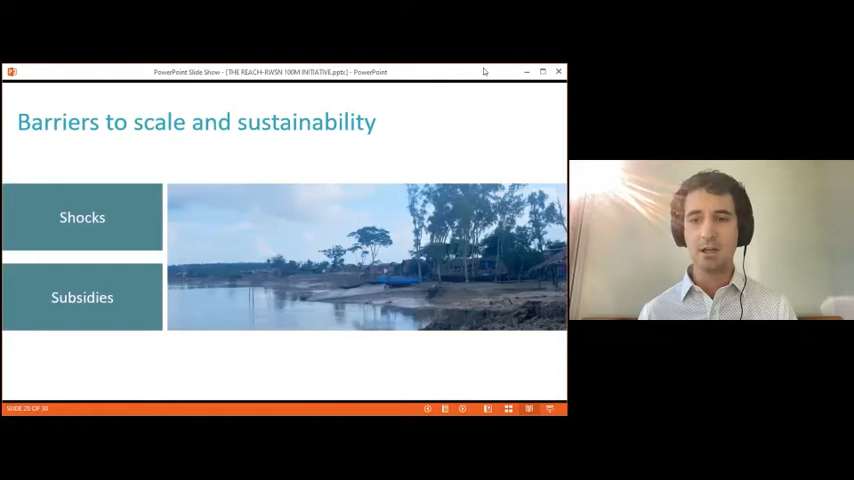 PowerPoint Slide Show - [THE REACH-RWSN 100M INITIATIVE.pptx] - PowerPoint
Barriers to scale and sustainability
Shocks
Subsidies
SLIDE 20 OF 30